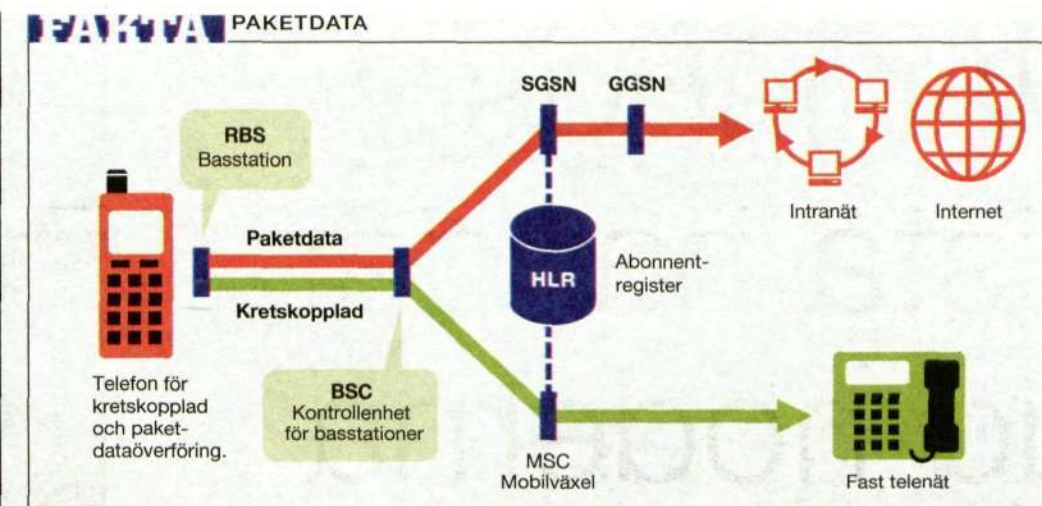 FAKTA PAKETDATA
SGSN GGSN
RBS
Basstation
Paketdata
Kretskopplad
Intranät
Internet
HLR
Abonnent-
register
Telefon för
kretskopplad
och paket-
dataöverföring.
BSC
Kontrollenhet
för basstationer
MSC
Mobilväxel
Fast telenät